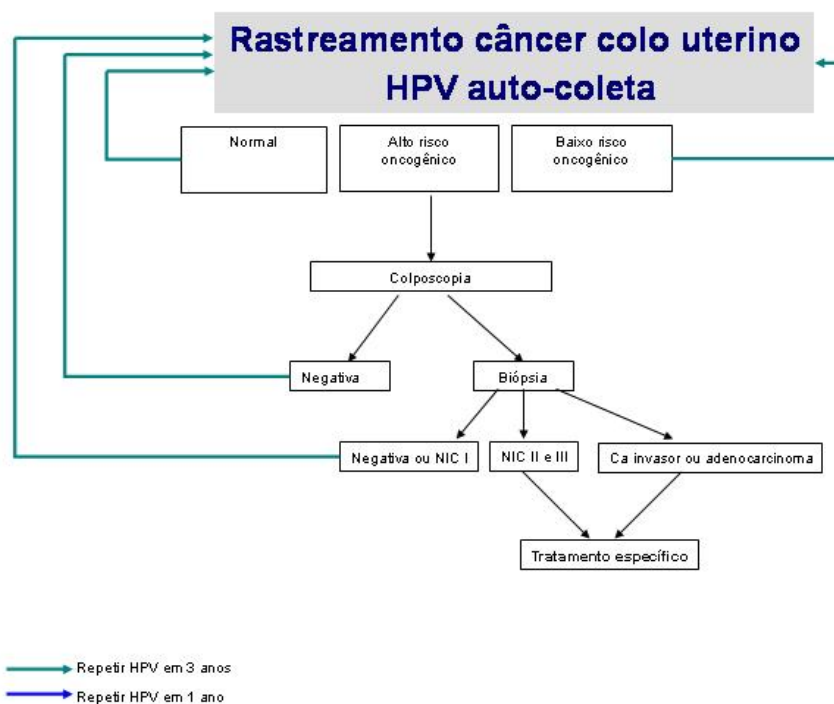 Rastreamento câncer colo uterino
HPV auto-coleta
Normal
Alto risco
oncogênico
Baixo risco
oncogênico
Colposcopia
Negativa
Biópsia
Negativa ou NIC I
NIC II e III
Ca invasor ou adenocarcinoma
Tratamento específico
Repetir HPV em 3 anos
Repetir HPV em 1 ano